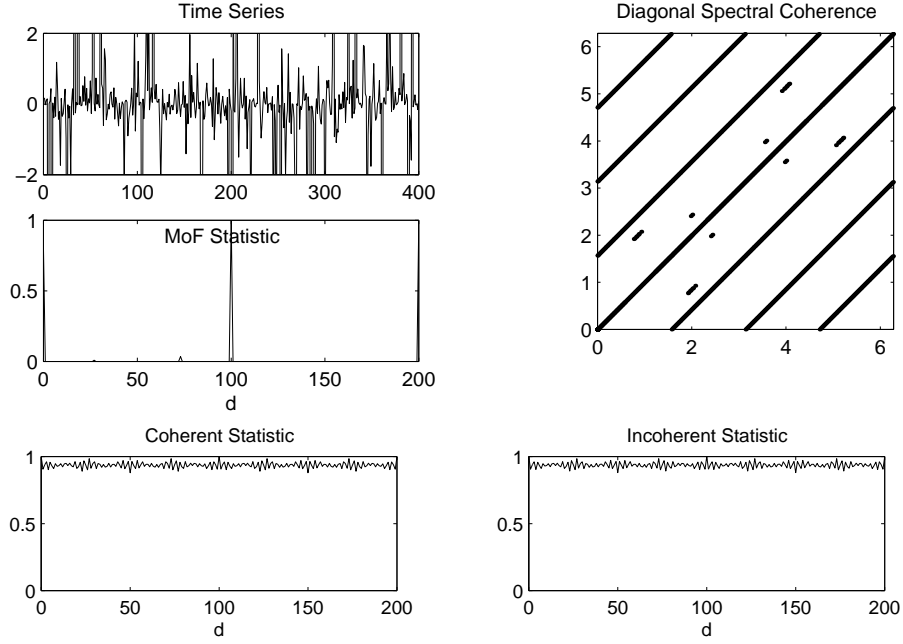 Time Series
2
0
−2
0 100 200 300 400
Diagonal Spectral Coherence
6
5
4
3
2
1
0
0 2 4 6
MoF Statistic
1
0.5
0
0 50 100 150 200
d
Coherent Statistic
1
0.5
0
0 50 100 150 200
d
Incoherent Statistic
1
0.5
0
0 50 100 150 200
d